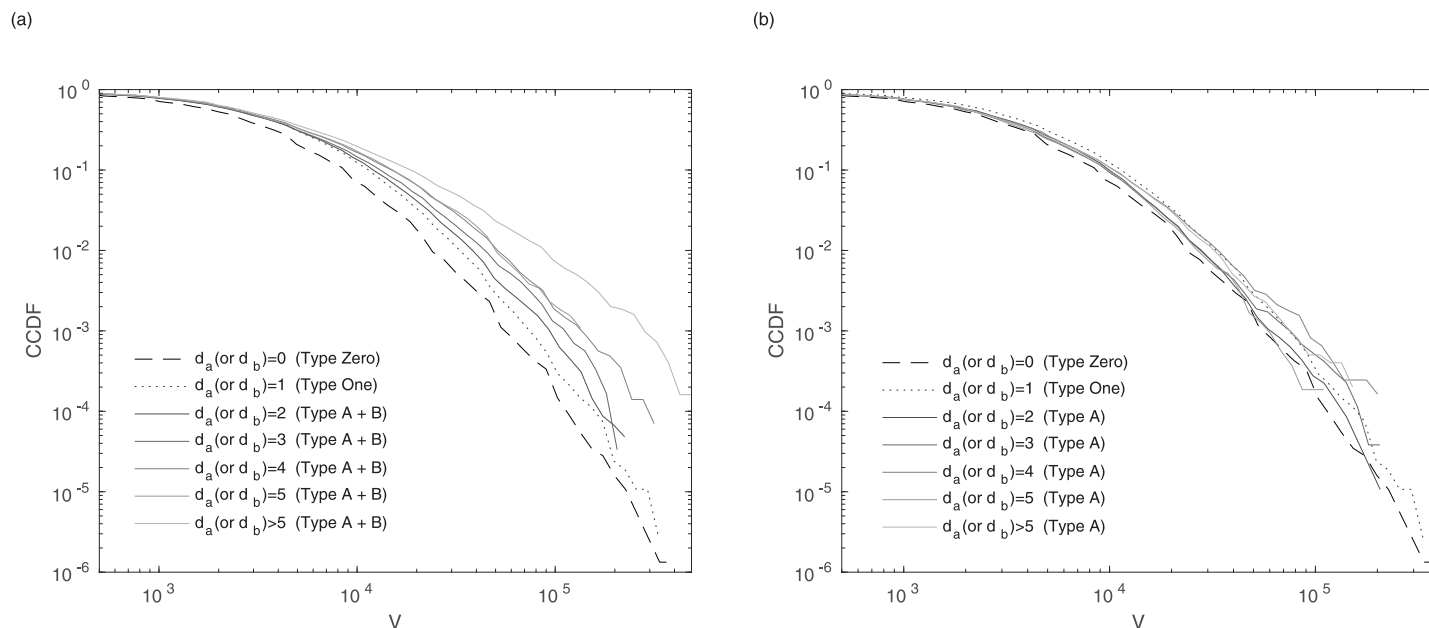 (a)
10^0
10^-1
10^-2
10^-3
10^-4
10^-5
10^-6
CCDF
d_a(or d_b)=0 (Type Zero)
d_a(or d_b)=1 (Type One)
d_a(or d_b)=2 (Type A + B)
d_a(or d_b)=3 (Type A + B)
d_a(or d_b)=4 (Type A + B)
d_a(or d_b)=5 (Type A + B)
d_a(or d_b)>5 (Type A + B)
10^3 10^4 10^5
V
(b)
10^0
10^-1
10^-2
10^-3
10^-4
10^-5
10^-6
CCDF
d_a(or d_b)=0 (Type Zero)
d_a(or d_b)=1 (Type One)
d_a(or d_b)=2 (Type A)
d_a(or d_b)=3 (Type A)
d_a(or d_b)=4 (Type A)
d_a(or d_b)=5 (Type A)
d_a(or d_b)>5 (Type A)
10^3 10^4 10^5
V